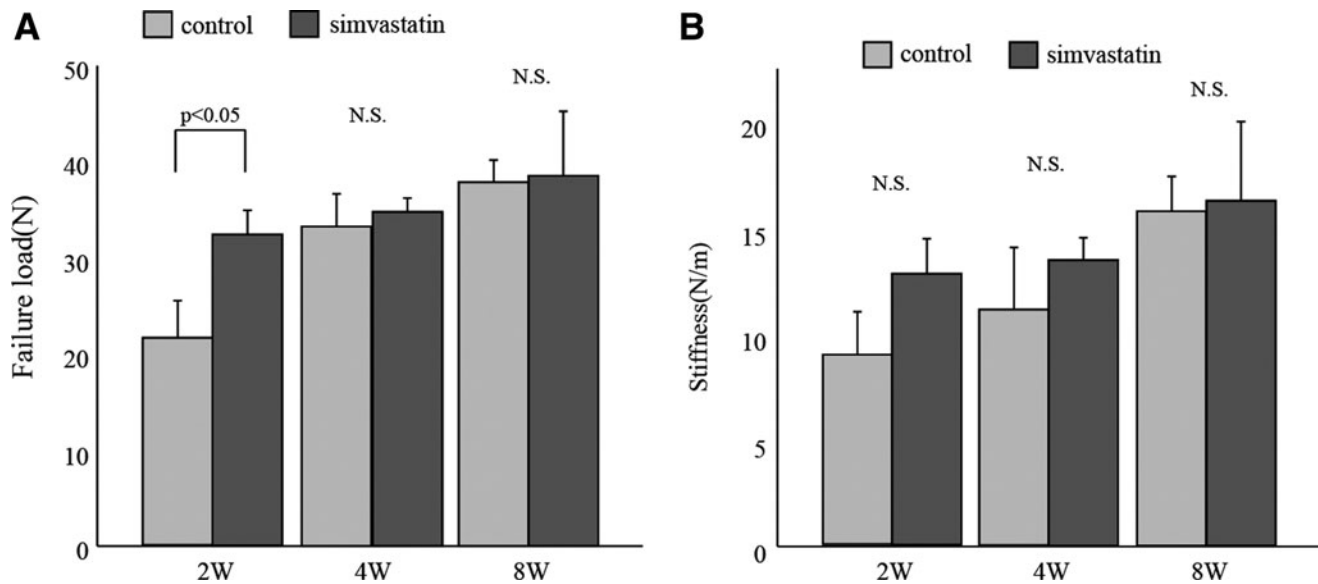 A
control
simvastatin
Failure load(N)
50
40
30
20
10
0
p<0.05
N.S.
N.S.
2W
4W
8W
B
control
simvastatin
Stiffness(N/m)
20
15
10
5
0
N.S.
N.S.
N.S.
2W
4W
8W